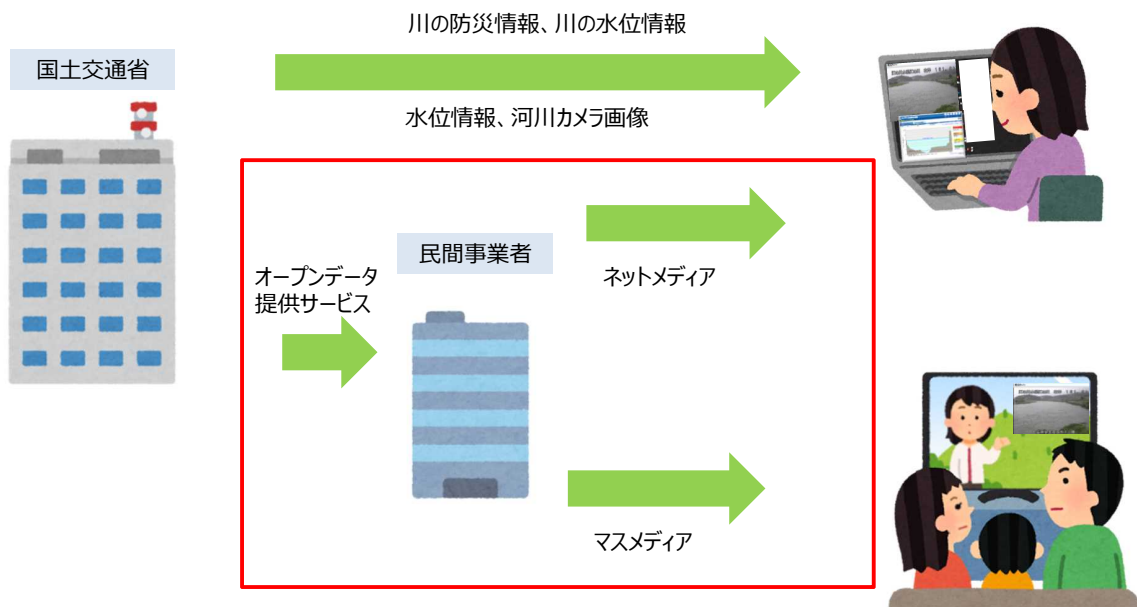 川の防災情報、川の水位情報
国土交通省
水位情報、河川カメラ画像
民間事業者
オープンデータ
提供サービス
ネットメディア
マスメディア